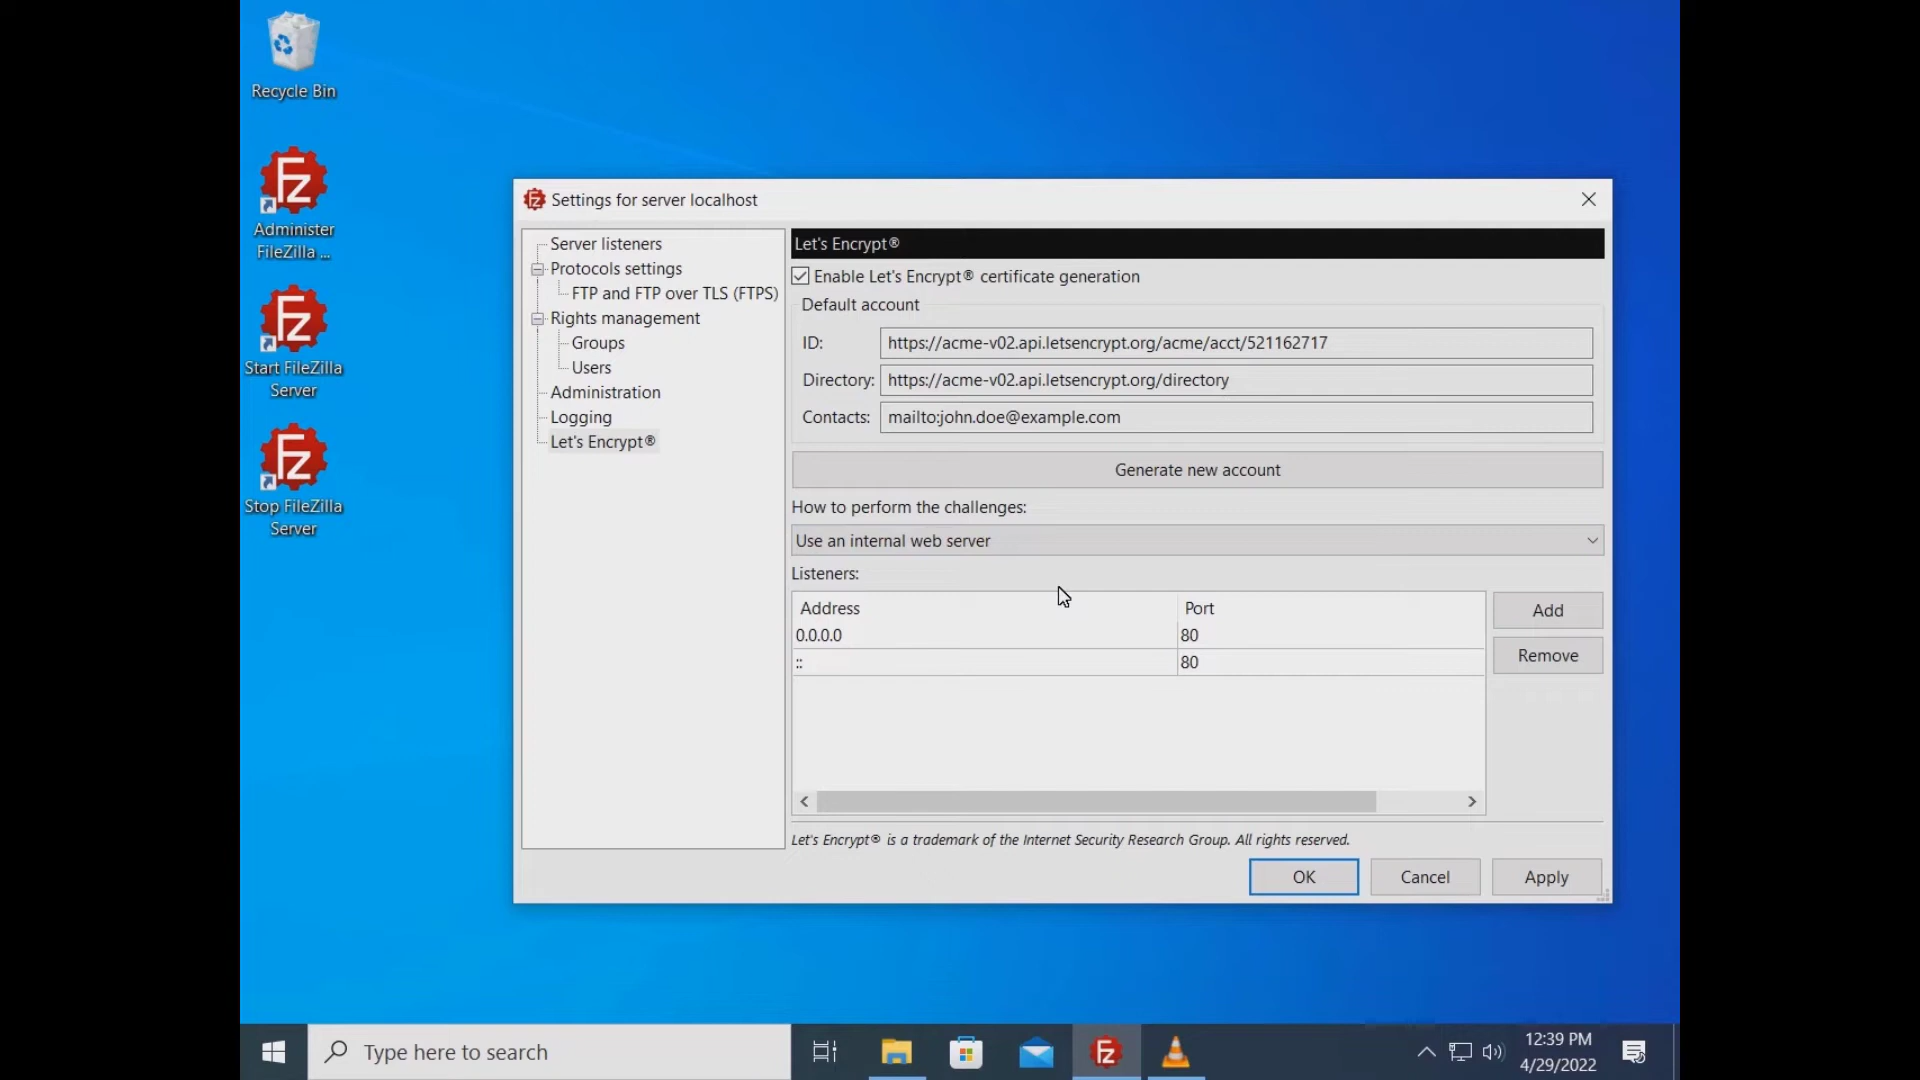 Recycle Bin
Administer
FileZilla ...
Start FileZilla
Server
Stop FileZilla
Server
Settings for server localhost
Server listeners
Protocols settings
FTP and FTP over TLS (FTPS)
Rights management
Groups
Users
Administration
Logging
Let's Encrypt®
Let's Encrypt®
Enable Let's Encrypt® certificate generation
Default account
ID: https://acme-v02.api.letsencrypt.org/acme/acct/521162717
Directory: https://acme-v02.api.letsencrypt.org/directory
Contacts: mailto:john.doe@example.com
Generate new account
How to perform the challenges:
Use an internal web server
Listeners:
Address Port
0.0.0.0 80
:: 80
Add
Remove
Let's Encrypt® is a trademark of the Internet Security Research Group. All rights reserved.
OK Cancel Apply
Type here to search
12:39 PM
4/29/2022